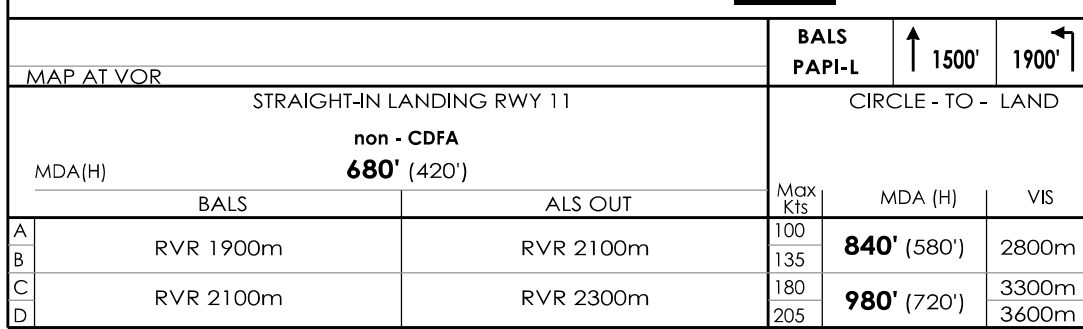 BALS
PAPI-L
1500'
1900'
MAP AT VOR
STRAIGHT-IN LANDING RWY 11
CIRCLE - TO - LAND
non - CDFA
MDA(H) 680' (420')
BALS ALS OUT Max Kts MDA (H) VIS
A 100
RVR 1900m RVR 2100m 840' (580') 2800m
B 135
C 180 3300m
RVR 2100m RVR 2300m 980' (720')
D 205 3600m